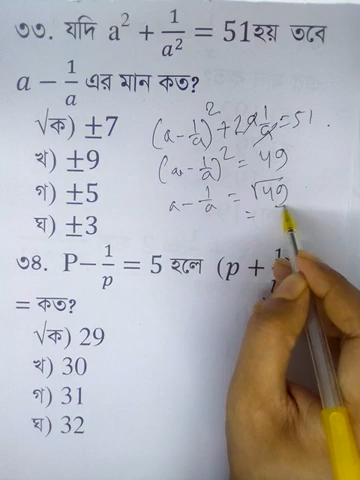 ৩৩. যদি a² + 1/a² = 51হয় তবে
a − 1/a এর মান কত?
√ক) ±7
খ) ±9
গ) ±5
ঘ) ±3
(a − 1/a)² + 2a 1/a = 51.
(a − 1/a)² = 49
a − 1/a = √49
=
৩৪. P− 1/p = 5 হলে (p +
= কত?
√ক) 29
খ) 30
গ) 31
ঘ) 32